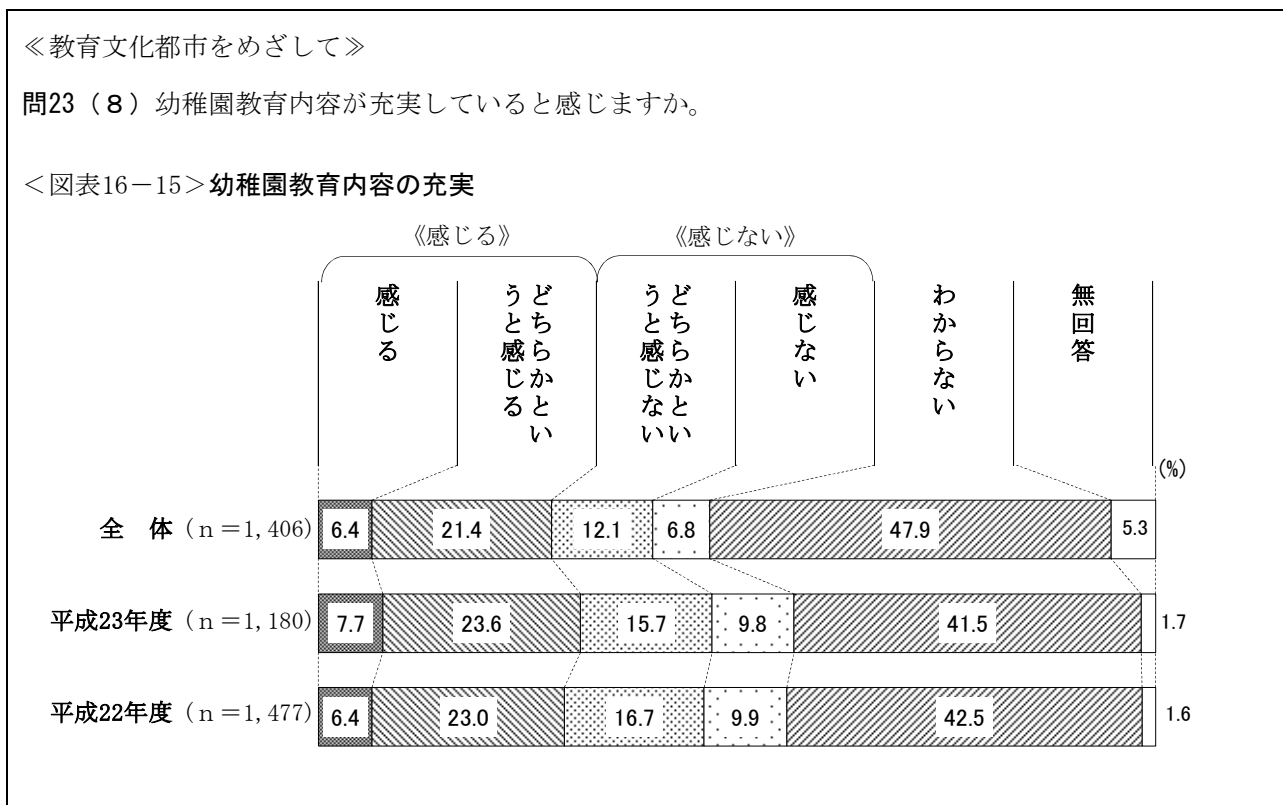 ≪教育文化都市をめざして≫
問23（８）幼稚園教育内容が充実していると感じますか。
＜図表16－15＞幼稚園教育内容の充実
《感じる》
《感じない》
感じる
どちらかとい
うと感じる
どちらかとい
うと感じない
感じない
わからない
無回答
(%)
全　体（ｎ＝1,406） 6.4 21.4 12.1 6.8 47.9 5.3
平成23年度（ｎ＝1,180） 7.7 23.6 15.7 9.8 41.5 1.7
平成22年度（ｎ＝1,477） 6.4 23.0 16.7 9.9 42.5 1.6